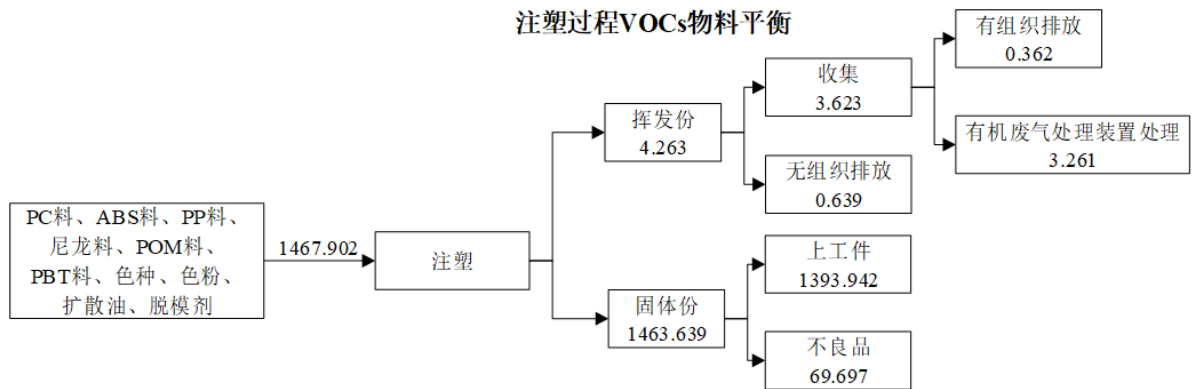 注塑过程VOCs物料平衡
有组织排放
0.362
收集
3.623
有机废气处理装置处理
3.261
挥发份
4.263
无组织排放
0.639
PC料、ABS料、PP料、
尼龙料、POM料、
PBT料、色种、色粉、
扩散油、脱模剂
1467.902
注塑
上工件
1393.942
固体份
1463.639
不良品
69.697